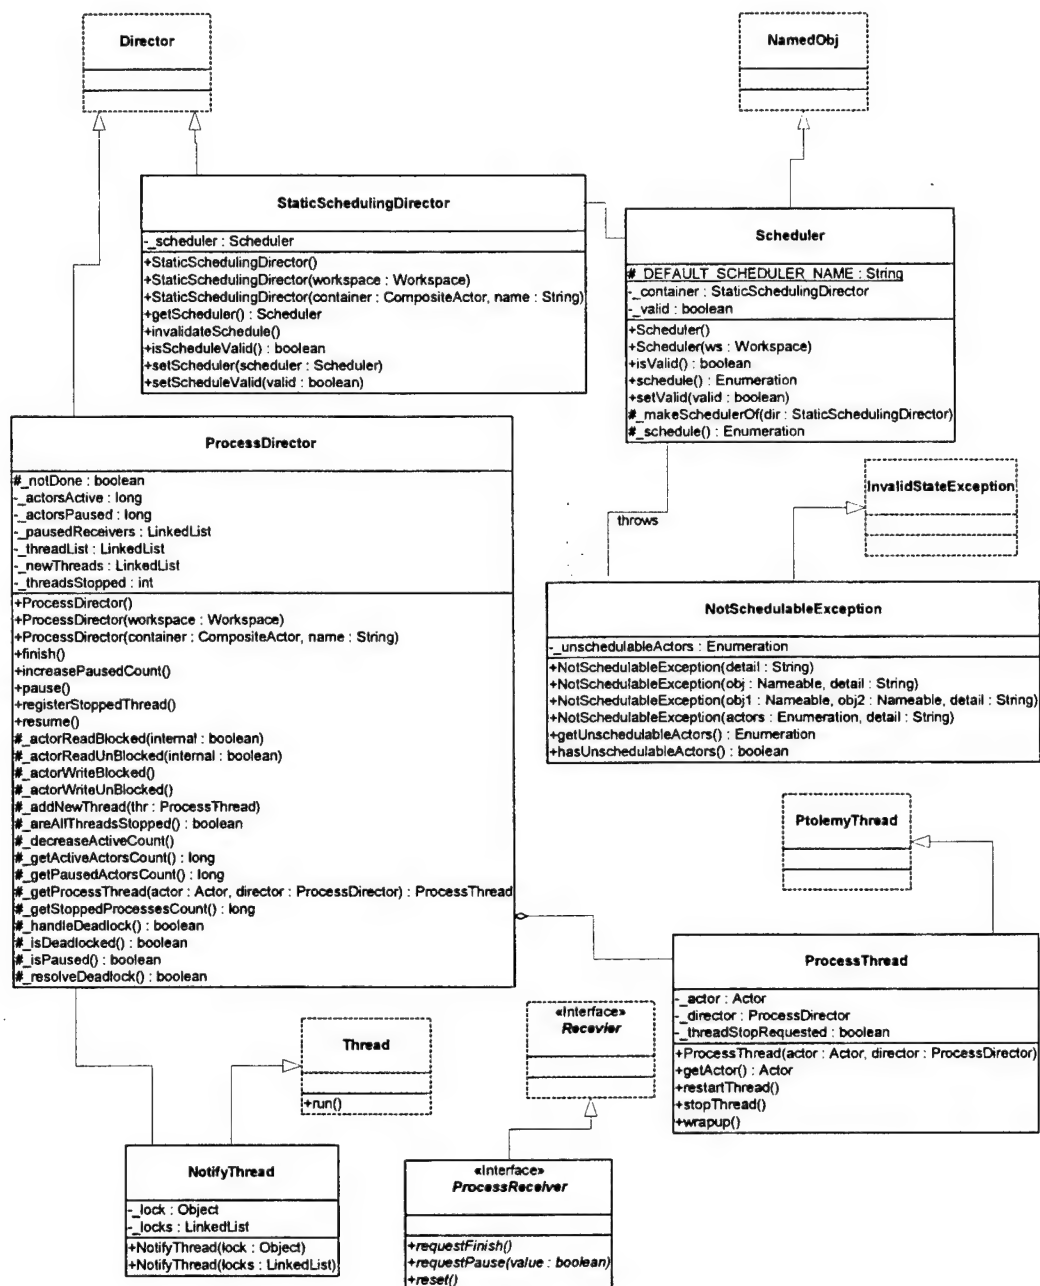 Director
NamedObj
StaticSchedulingDirector
-_scheduler : Scheduler
+StaticSchedulingDirector()
+StaticSchedulingDirector(workspace : Workspace)
+StaticSchedulingDirector(container : CompositeActor, name : String)
+getScheduler() : Scheduler
+invalidateSchedule()
+isScheduleValid() : boolean
+setScheduler(scheduler : Scheduler)
+setScheduleValid(valid : boolean)
Scheduler
#_DEFAULT_SCHEDULER_NAME : String
-_container : StaticSchedulingDirector
-_valid : boolean
+Scheduler()
+Scheduler(ws : Workspace)
+isValid() : boolean
+schedule() : Enumeration
+setValid(valid : boolean)
#_makeSchedulerOf(dir : StaticSchedulingDirector)
#_schedule() : Enumeration
ProcessDirector
#_notDone : boolean
-_actorsActive : long
-_actorsPaused : long
-_pausedReceivers : LinkedList
-_threadList : LinkedList
-_newThreads : LinkedList
-_threadsStopped : int
+ProcessDirector()
+ProcessDirector(workspace : Workspace)
+ProcessDirector(container : CompositeActor, name : String)
+finish()
+increasePausedCount()
+pause()
+registerStoppedThread()
+resume()
#_actorReadBlocked(internal : boolean)
#_actorReadUnBlocked(internal : boolean)
#_actorWriteBlocked()
#_actorWriteUnBlocked()
#_addNewThread(thr : ProcessThread)
#_areAllThreadsStopped() : boolean
#_decreaseActiveCount()
#_getActiveActorsCount() : long
#_getPausedActorsCount() : long
#_getProcessThread(actor : Actor, director : ProcessDirector) : ProcessThread
#_getStoppedProcessesCount() : long
#_handleDeadlock() : boolean
#_isDeadlocked() : boolean
#_isPaused() : boolean
#_resolveDeadlock() : boolean
InvalidStateException
throws
NotSchedulableException
-_unschedulableActors : Enumeration
+NotSchedulableException(detail : String)
+NotSchedulableException(obj : Nameable, detail : String)
+NotSchedulableException(obj1 : Nameable, obj2 : Nameable, detail : String)
+NotSchedulableException(actors : Enumeration, detail : String)
+getUnschedulableActors() : Enumeration
+hasUnschedulableActors() : boolean
PtolemyThread
ProcessThread
-_actor : Actor
-_director : ProcessDirector
-_threadStopRequested : boolean
+ProcessThread(actor : Actor, director : ProcessDirector)
+getActor() : Actor
+restartThread()
+stopThread()
+wrapup()
Thread
+run()
«Interface»
Recevier
NotifyThread
-_lock : Object
-_locks : LinkedList
+NotifyThread(lock : Object)
+NotifyThread(locks : LinkedList)
«Interface»
ProcessReceiver
+requestFinish()
+requestPause(value : boolean)
+reset()